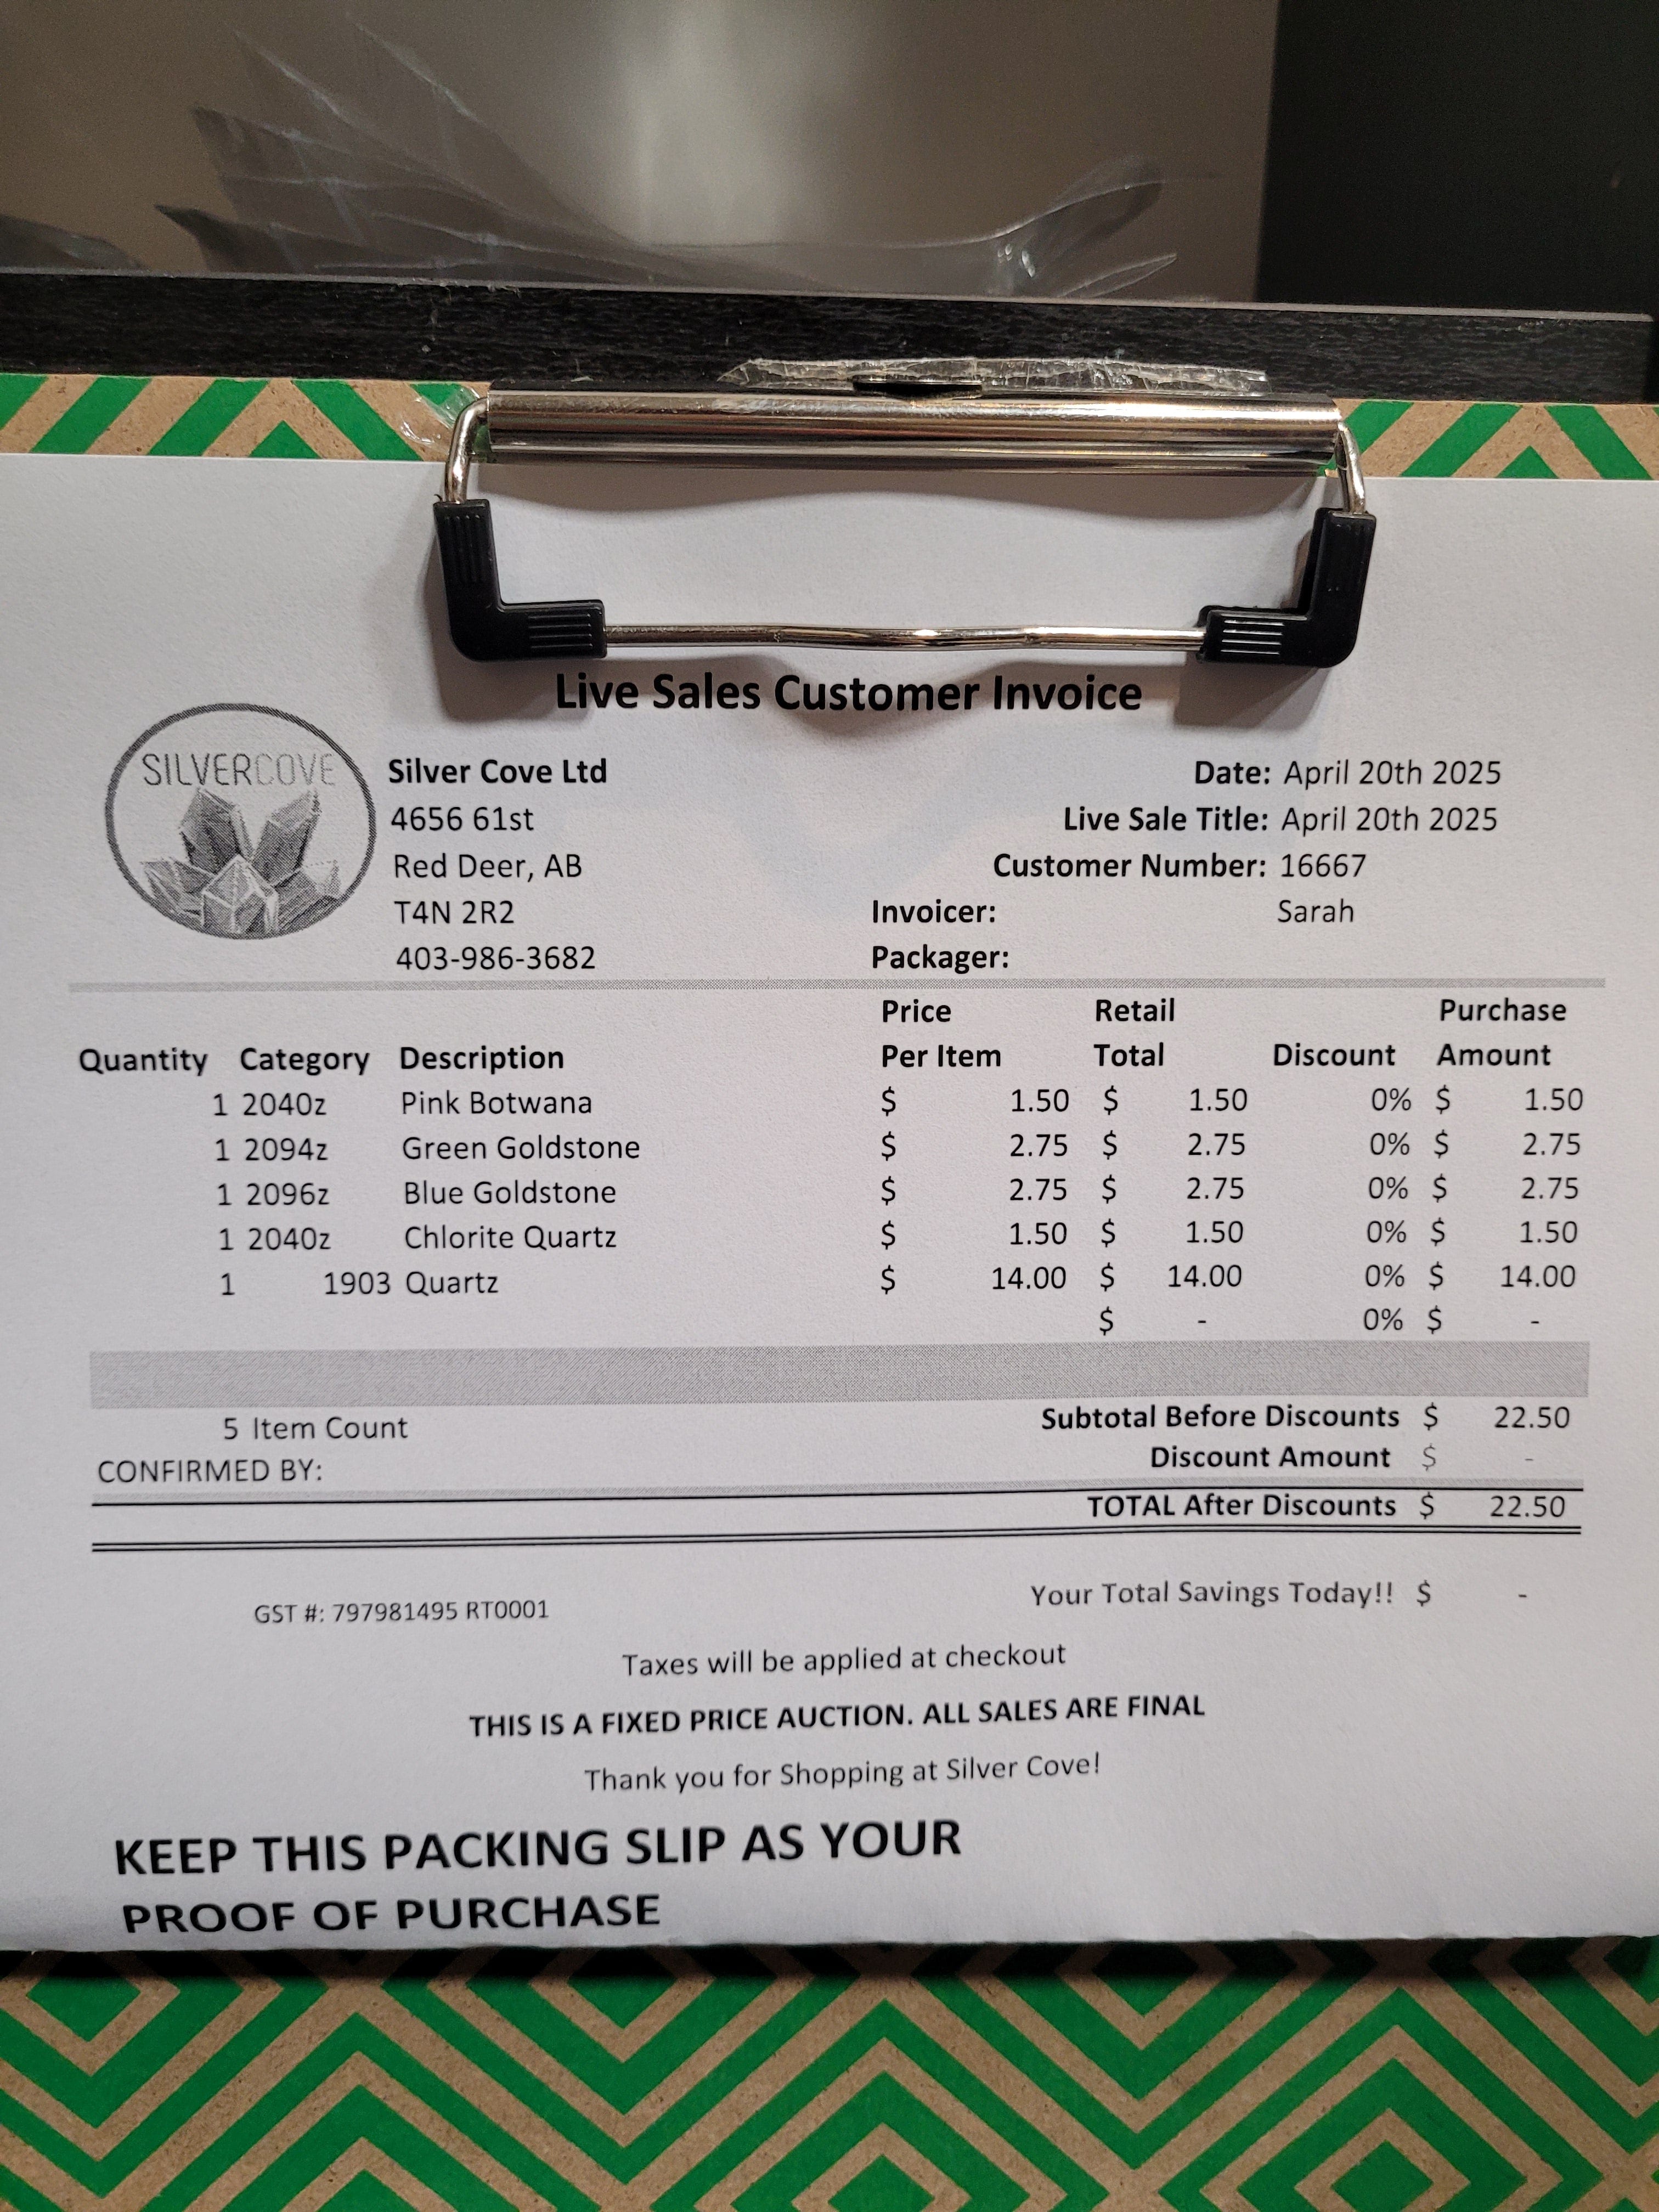 Live Sales Customer Invoice
SILVERCOVE
Silver Cove Ltd
4656 61st
Red Deer, AB
T4N 2R2
403-986-3682
Date: April 20th 2025
Live Sale Title: April 20th 2025
Customer Number: 16667
Invoicer: Sarah
Packager:
Quantity Category Description Price Per Item Retail Total Discount Purchase Amount
1 2040z Pink Botwana $ 1.50 $ 1.50 0% $ 1.50
1 2094z Green Goldstone $ 2.75 $ 2.75 0% $ 2.75
1 2096z Blue Goldstone $ 2.75 $ 2.75 0% $ 2.75
1 2040z Chlorite Quartz $ 1.50 $ 1.50 0% $ 1.50
1 1903 Quartz $ 14.00 $ 14.00 0% $ 14.00
$ - 0% $ -
5 Item Count Subtotal Before Discounts $ 22.50
Discount Amount $ -
CONFIRMED BY:
TOTAL After Discounts $ 22.50
GST #: 797981495 RT0001 Your Total Savings Today!! $ -
Taxes will be applied at checkout
THIS IS A FIXED PRICE AUCTION. ALL SALES ARE FINAL
Thank you for Shopping at Silver Cove!
KEEP THIS PACKING SLIP AS YOUR
PROOF OF PURCHASE